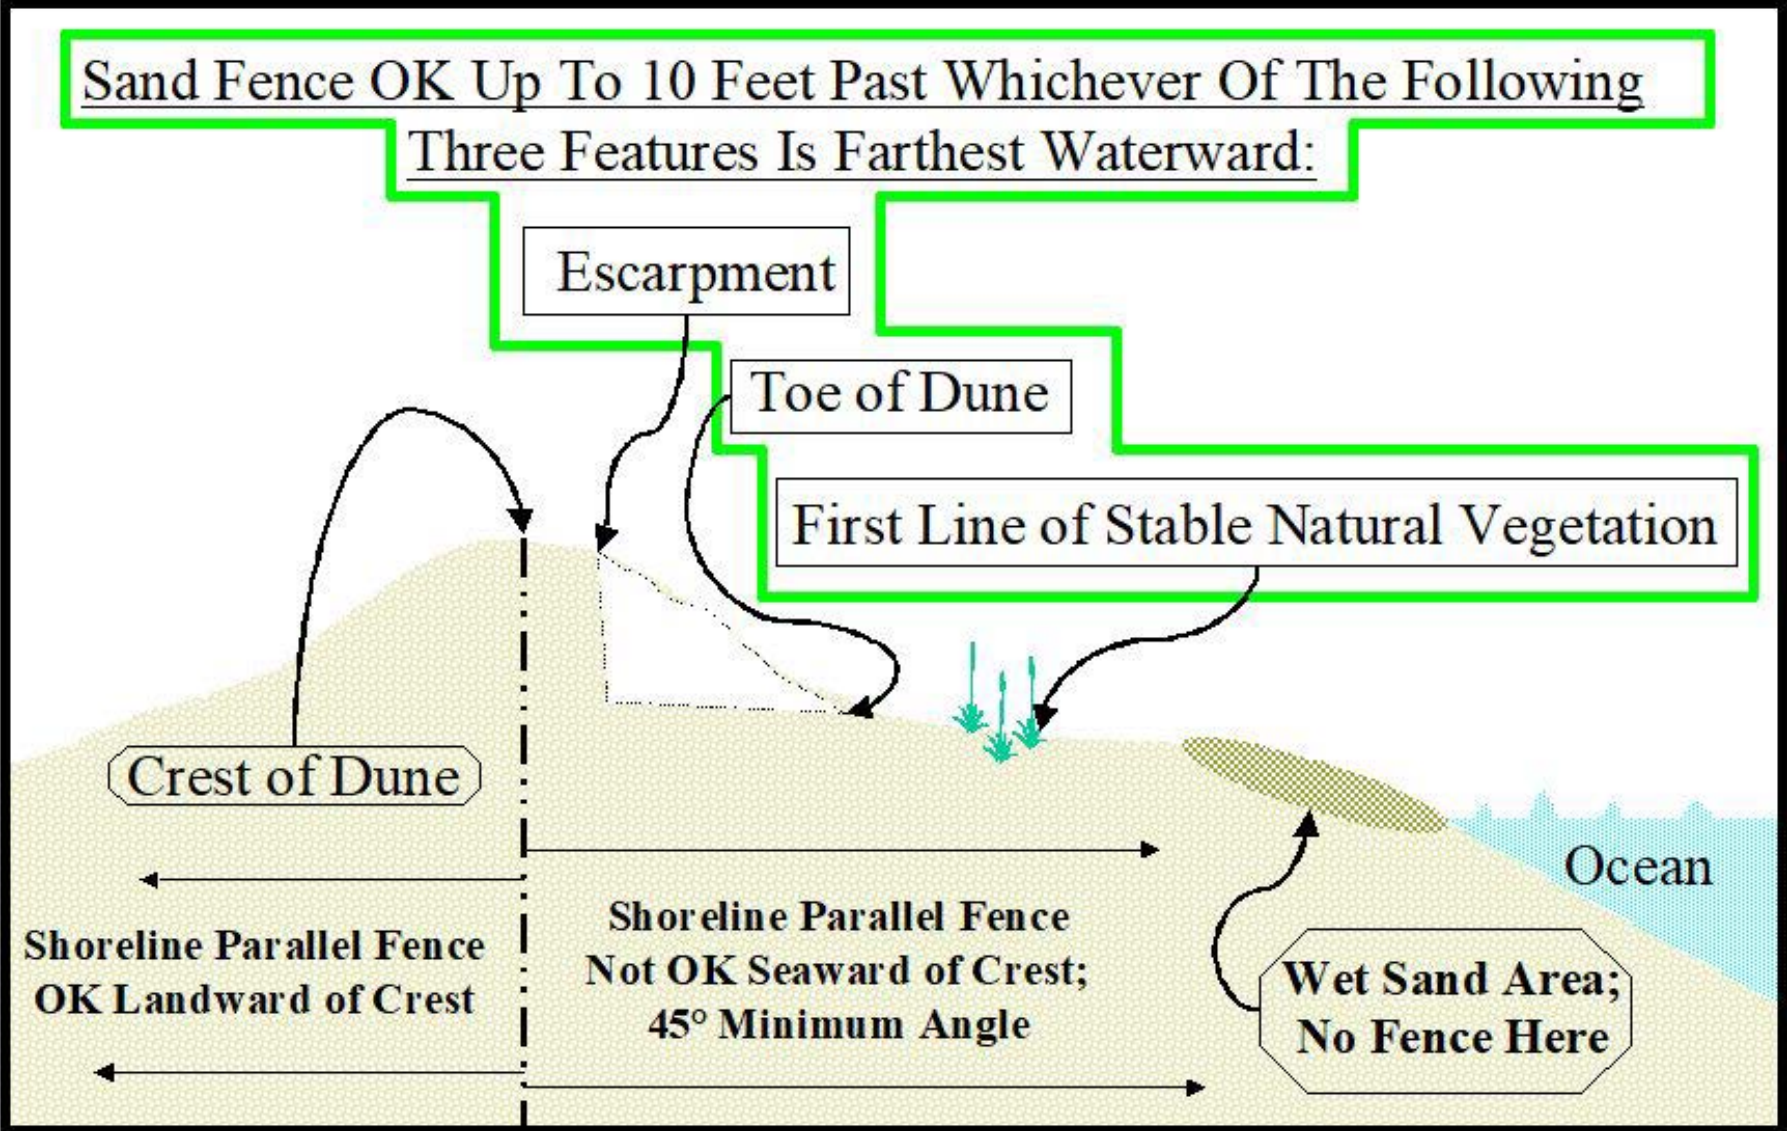 Sand Fence OK Up To 10 Feet Past Whichever Of The Following
Three Features Is Farthest Waterward:
Escarpment
Toe of Dune
First Line of Stable Natural Vegetation
Crest of Dune
Ocean
Shoreline Parallel Fence
OK Landward of Crest
Shoreline Parallel Fence
Not OK Seaward of Crest;
45° Minimum Angle
Wet Sand Area;
No Fence Here